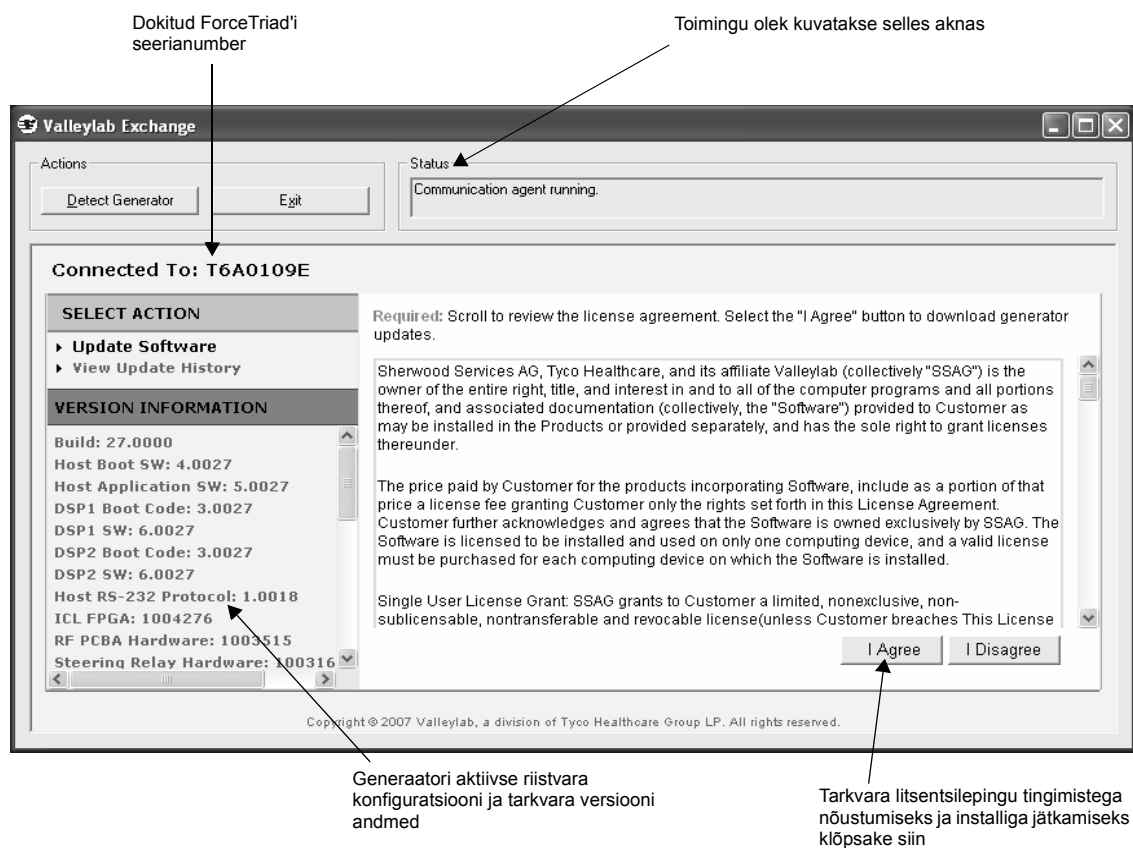 Dokitud ForceTriad'i
seerianumber
Toimingu olek kuvatakse selles aknas
Valleylab Exchange
Actions
Detect Generator
Exit
Status
Communication agent running.
Connected To: T6A0109E
SELECT ACTION
Update Software
View Update History
VERSION INFORMATION
Build: 27.0000
Host Boot SW: 4.0027
Host Application SW: 5.0027
DSP1 Boot Code: 3.0027
DSP1 SW: 6.0027
DSP2 Boot Code: 3.0027
DSP2 SW: 6.0027
Host RS-232 Protocol: 1.0018
ICL FPGA: 1004276
RF PCBA Hardware: 1003515
Steering Relay Hardware: 100316
Required: Scroll to review the license agreement. Select the "I Agree" button to download generator
updates.
Sherwood Services AG, Tyco Healthcare, and its affiliate Valleylab (collectively "SSAG") is the
owner of the entire right, title, and interest in and to all of the computer programs and all portions
thereof, and associated documentation (collectively, the "Software") provided to Customer as
may be installed in the Products or provided separately, and has the sole right to grant licenses
thereunder.
The price paid by Customer for the products incorporating Software, include as a portion of that
price a license fee granting Customer only the rights set forth in this License Agreement.
Customer further acknowledges and agrees that the Software is owned exclusively by SSAG. The
Software is licensed to be installed and used on only one computing device, and a valid license
must be purchased for each computing device on which the Software is installed.
Single User License Grant: SSAG grants to Customer a limited, nonexclusive, non-
sublicensable, nontransferable and revocable license(unless Customer breaches This License
I Agree
I Disagree
Copyright © 2007 Valleylab, a division of Tyco Healthcare Group LP. All rights reserved.
Generaatori aktiivse riistvara
konfiguratsiooni ja tarkvara versiooni
andmed
Tarkvara litsentsilepingu tingimistega
nõustumiseks ja installiga jätkamiseks
klõpsake siin